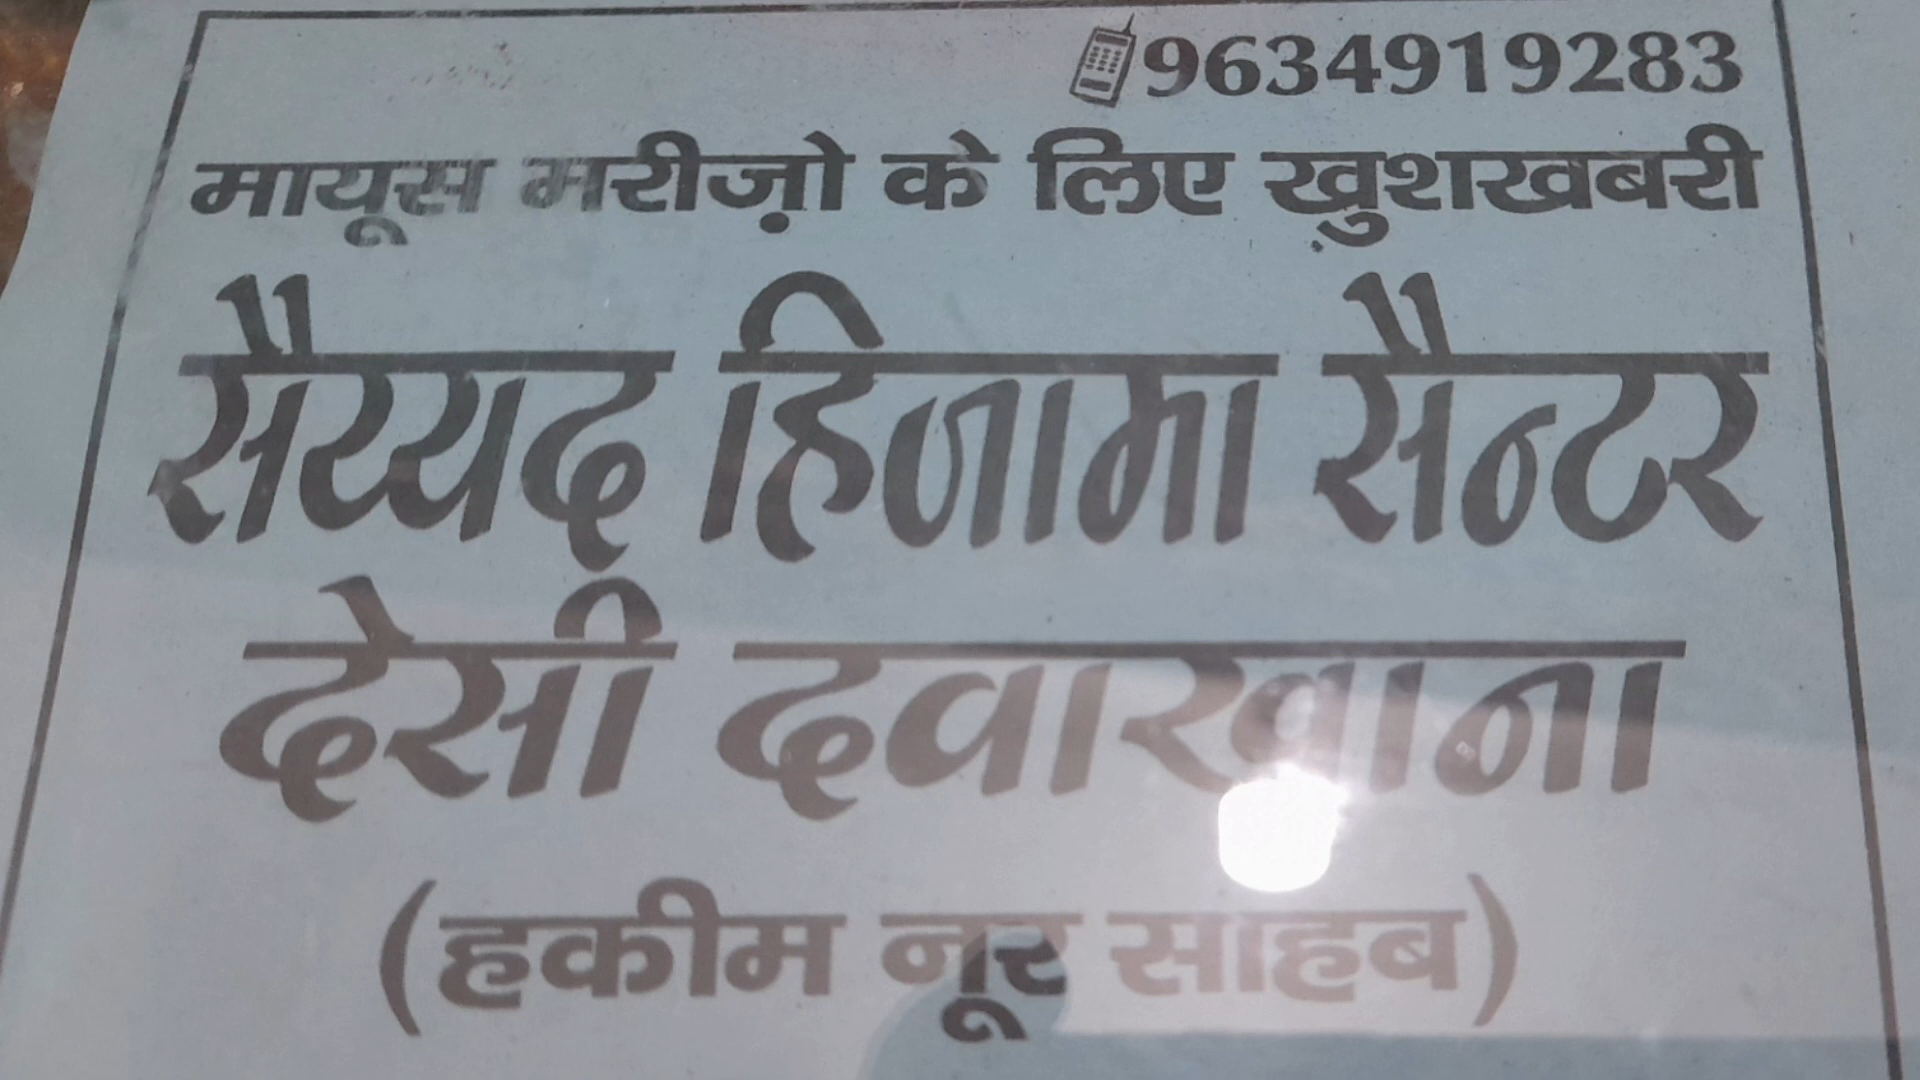 9634919283
मायूस मरीज़ो के लिए ख़ुशखबरी
सैय्यद हिजामा सैन्टर
देसी दवाखाना
(हकीम नूर साहब)